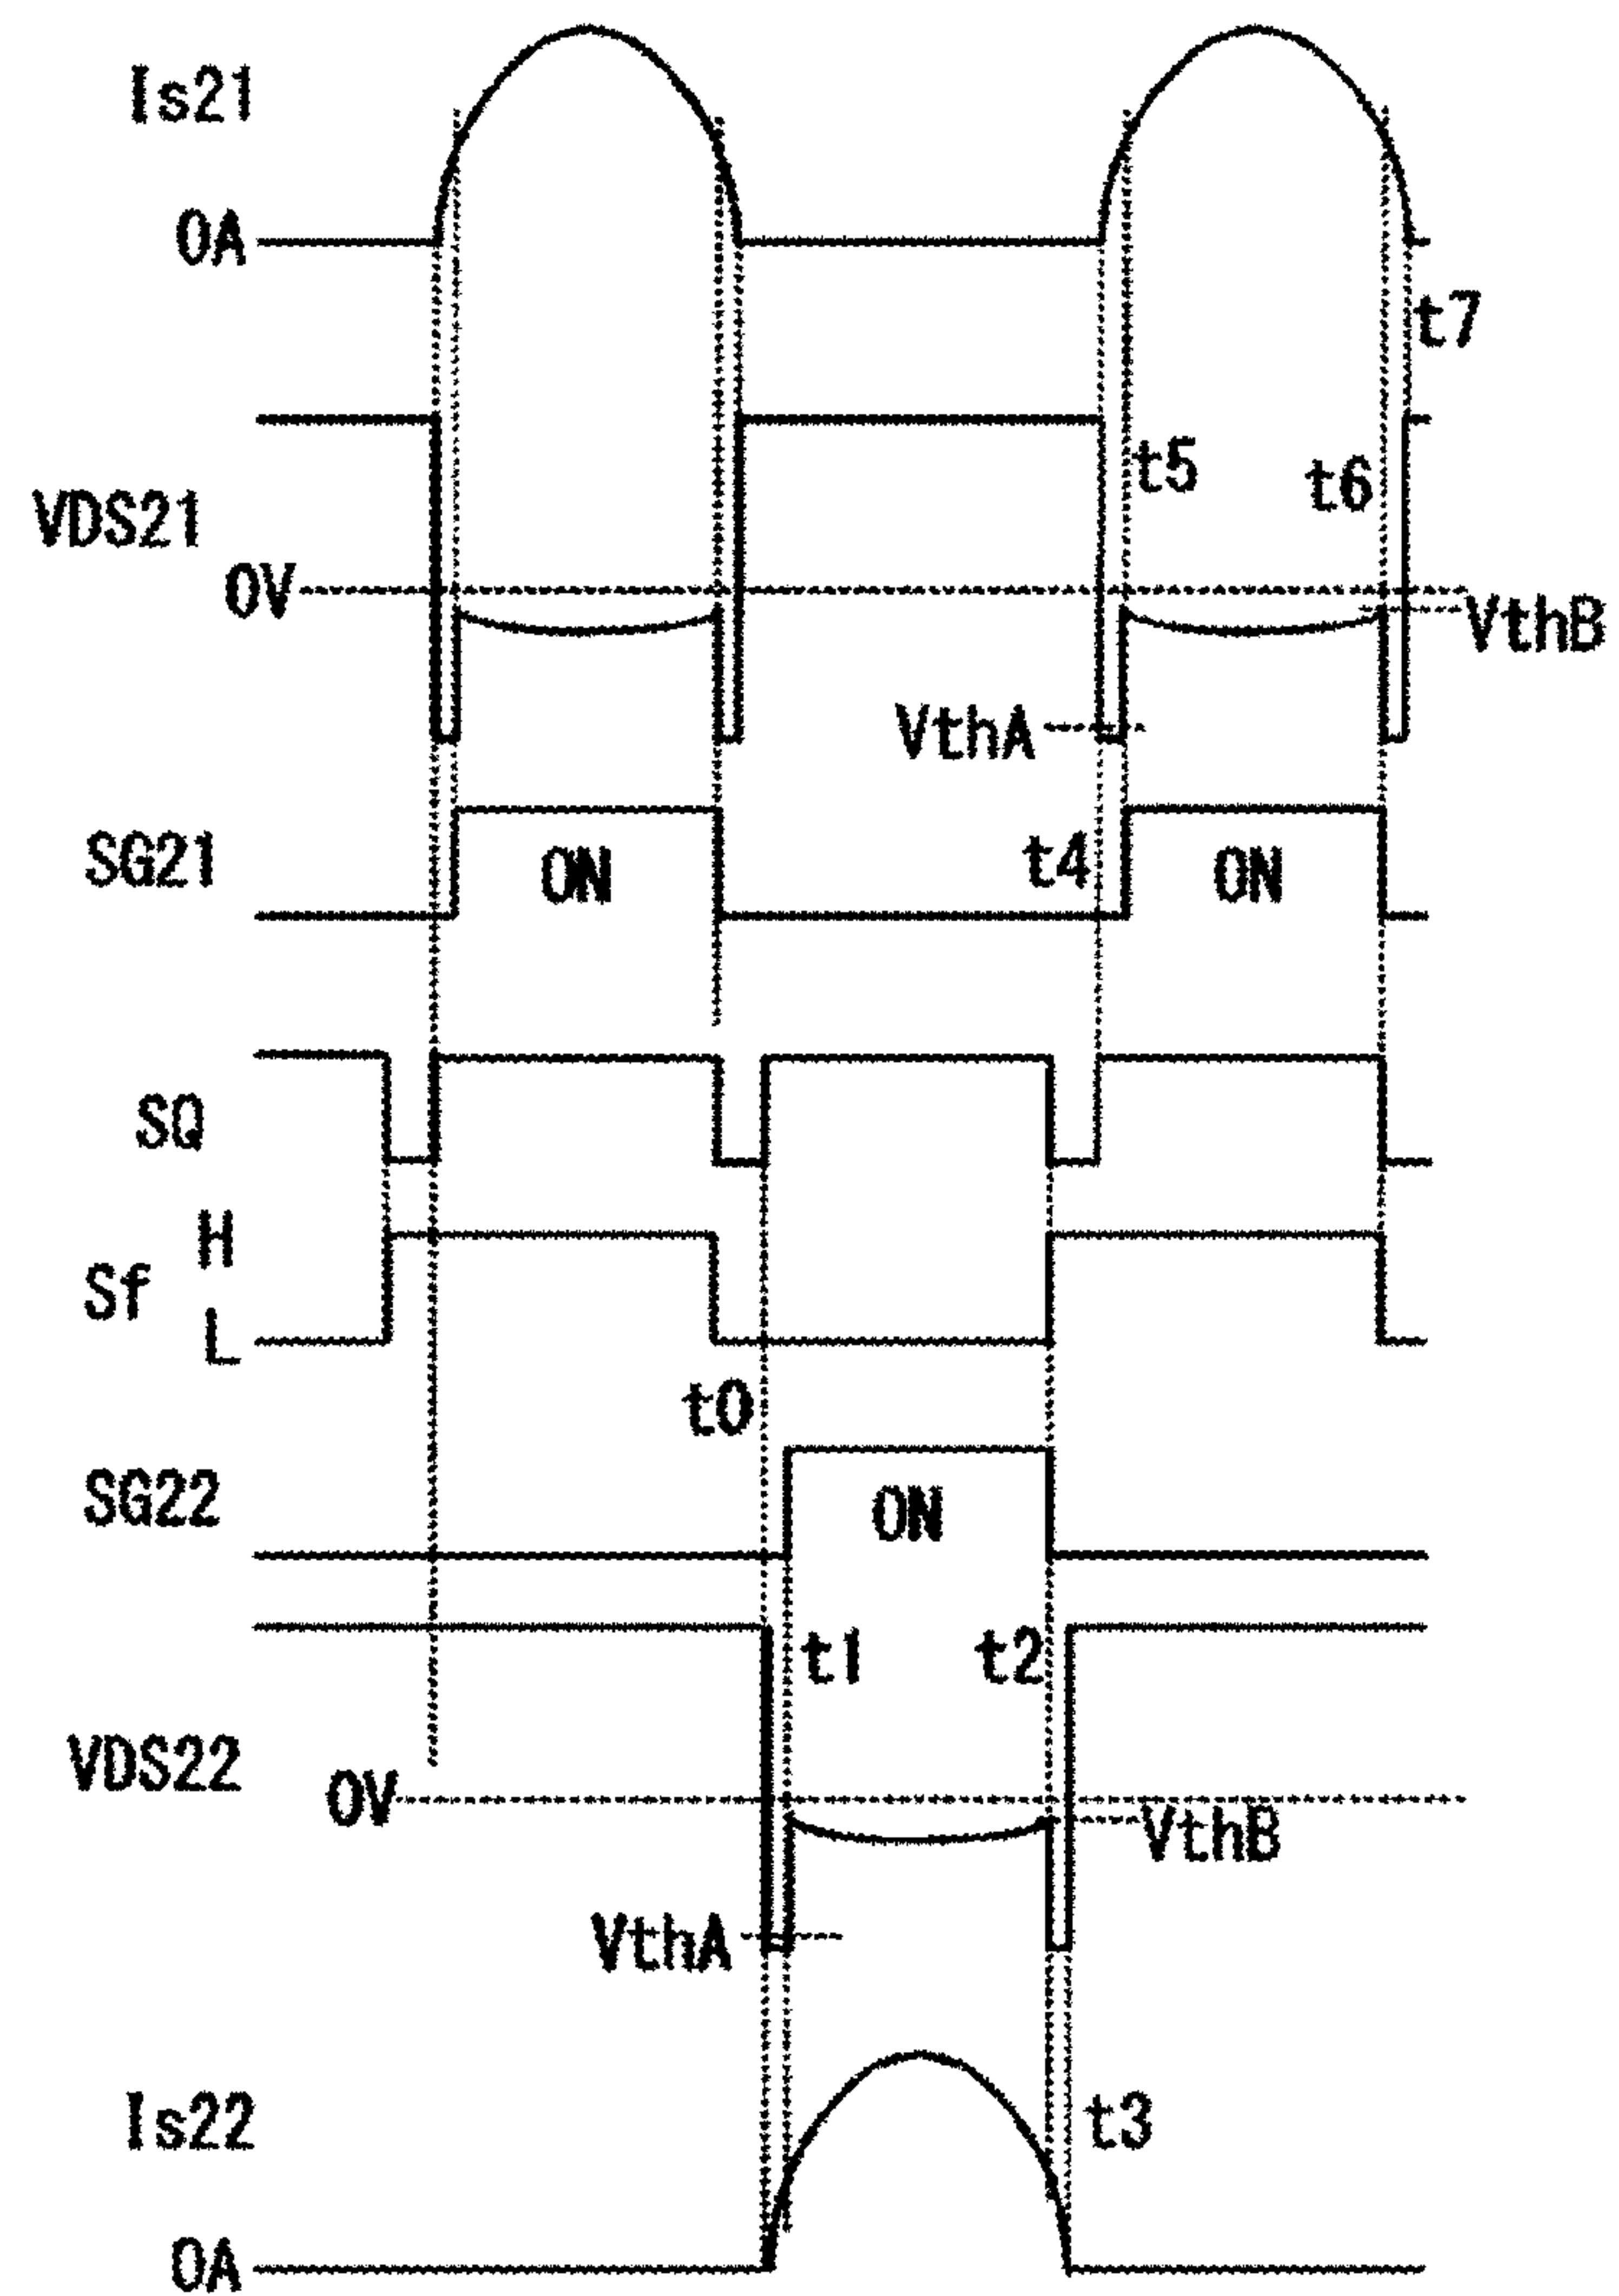 Is21
0A
t7
VDS21
t5
t6
0V
VthB
VthA
SG21
ON
t4
ON
SQ
H
Sf
L
t0
SG22
ON
t1
t2
VDS22
0V
VthB
VthA
Is22
t3
0A